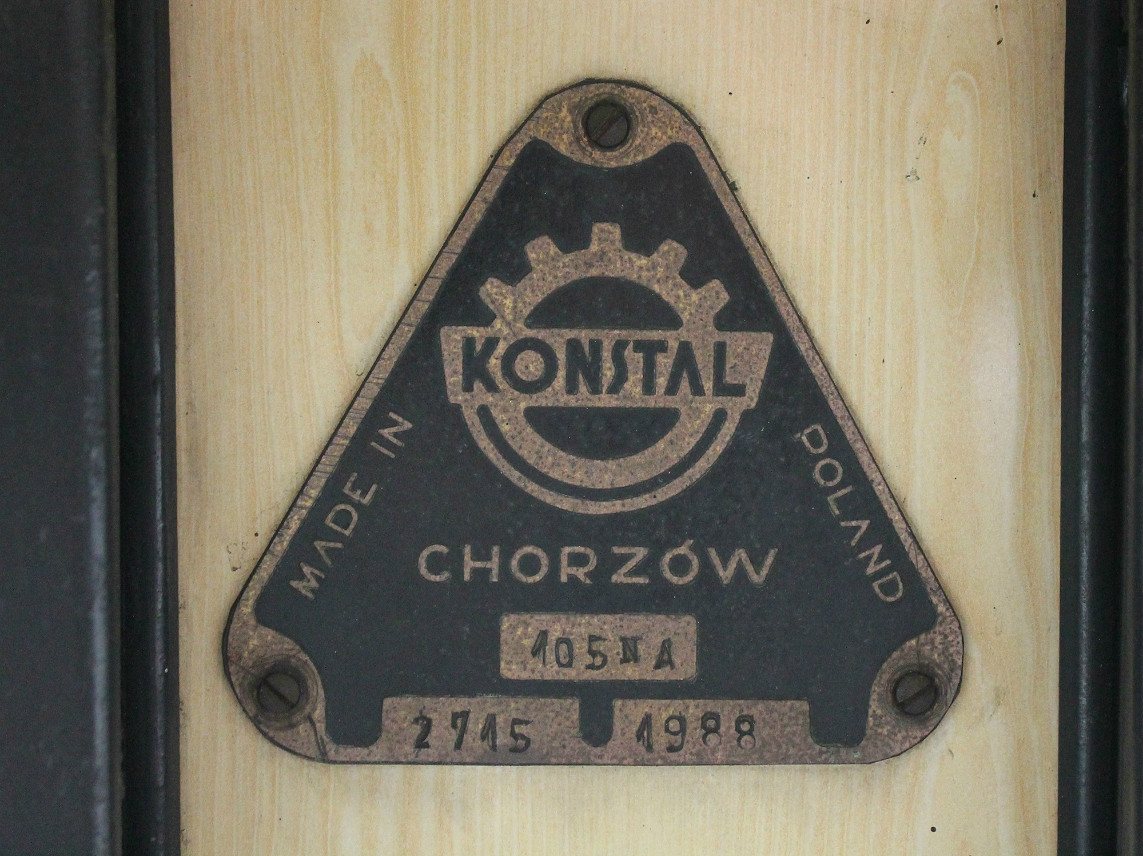 KONSTAL
MADE IN
POLAND
CHORZÓW
105NA
2715 1988